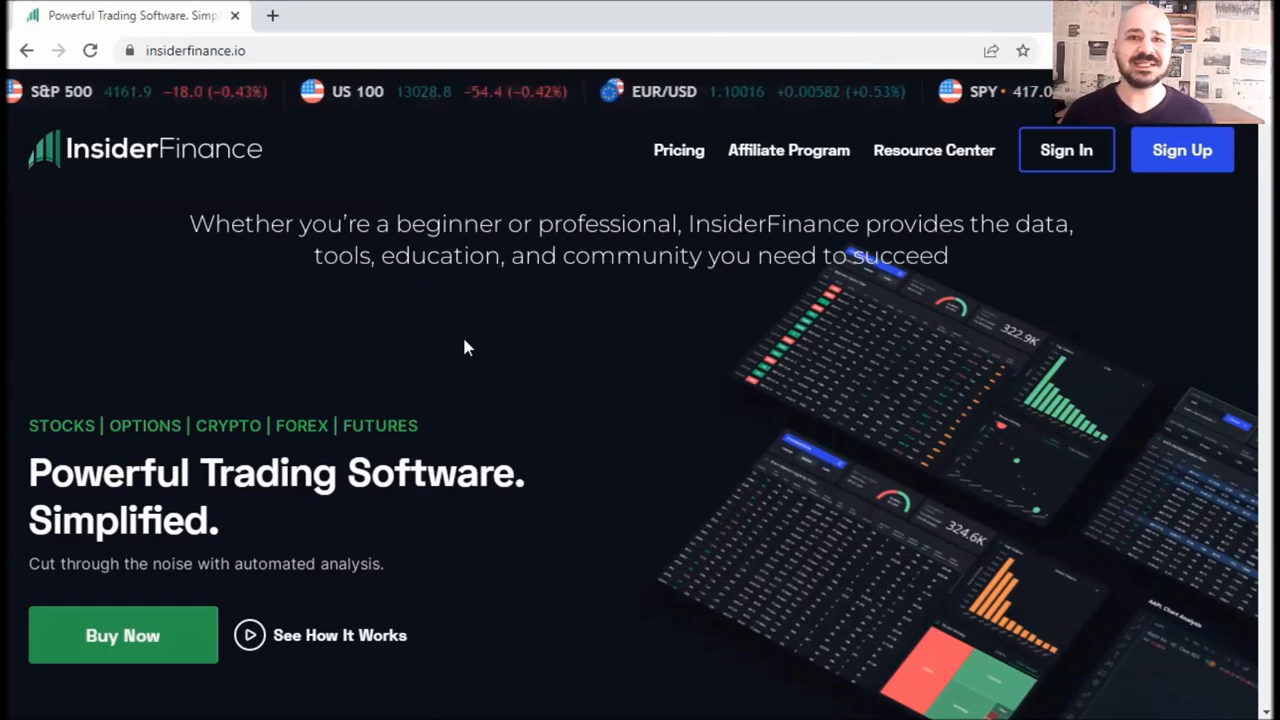 Powerful Trading Software. Simp
insiderfinance.io
S&P 500 4161.9 −18.0 (−0.43%) US 100 13028.8 −54.4 (−0.42%) EUR/USD 1.10016 +0.00582 (+0.53%) SPY 417.0
InsiderFinance
Pricing Affiliate Program Resource Center Sign In Sign Up
Whether you’re a beginner or professional, InsiderFinance provides the data,
tools, education, and community you need to succeed
322.9K
STOCKS | OPTIONS | CRYPTO | FOREX | FUTURES
Powerful Trading Software.
Simplified.
324.6K
Cut through the noise with automated analysis.
AAPL Chart Analysis
Buy Now
See How It Works